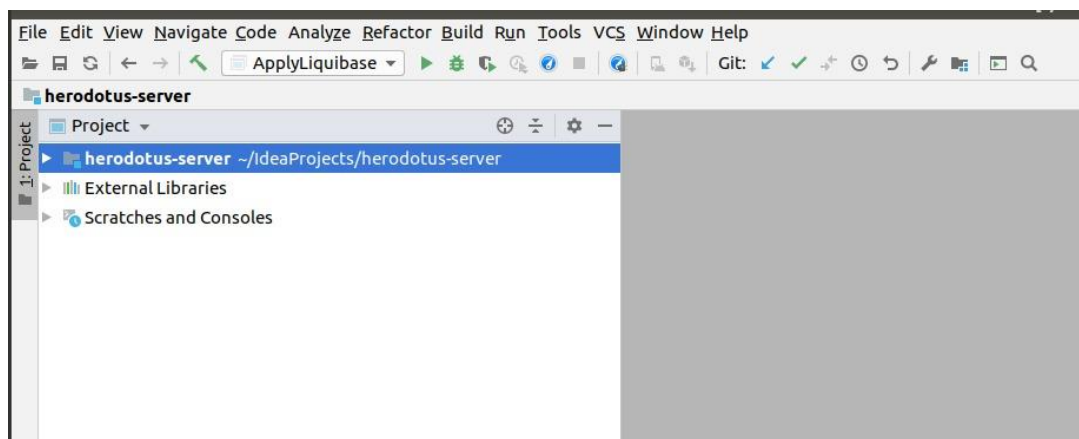 File Edit View Navigate Code Analyze Refactor Build Run Tools VCS Window Help
ApplyLiquibase Git:
herodotus-server
Project
1: Project
herodotus-server ~/IdeaProjects/herodotus-server
External Libraries
Scratches and Consoles